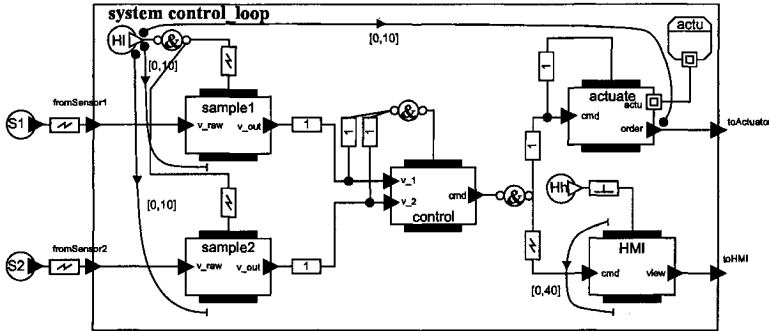 system control_loop
Hl
&
[0,10]
[0,10]
actu
1
actuate
actu
cmd
order
toActuator
S1
fromSensor1
sample1
v_raw
v_out
1
&
1
1
1
v_1
v_2
cmd
control
&
Hh
[0,10]
S2
fromSensor2
sample2
v_raw
v_out
1
HMI
cmd
view
toHMI
[0,40]